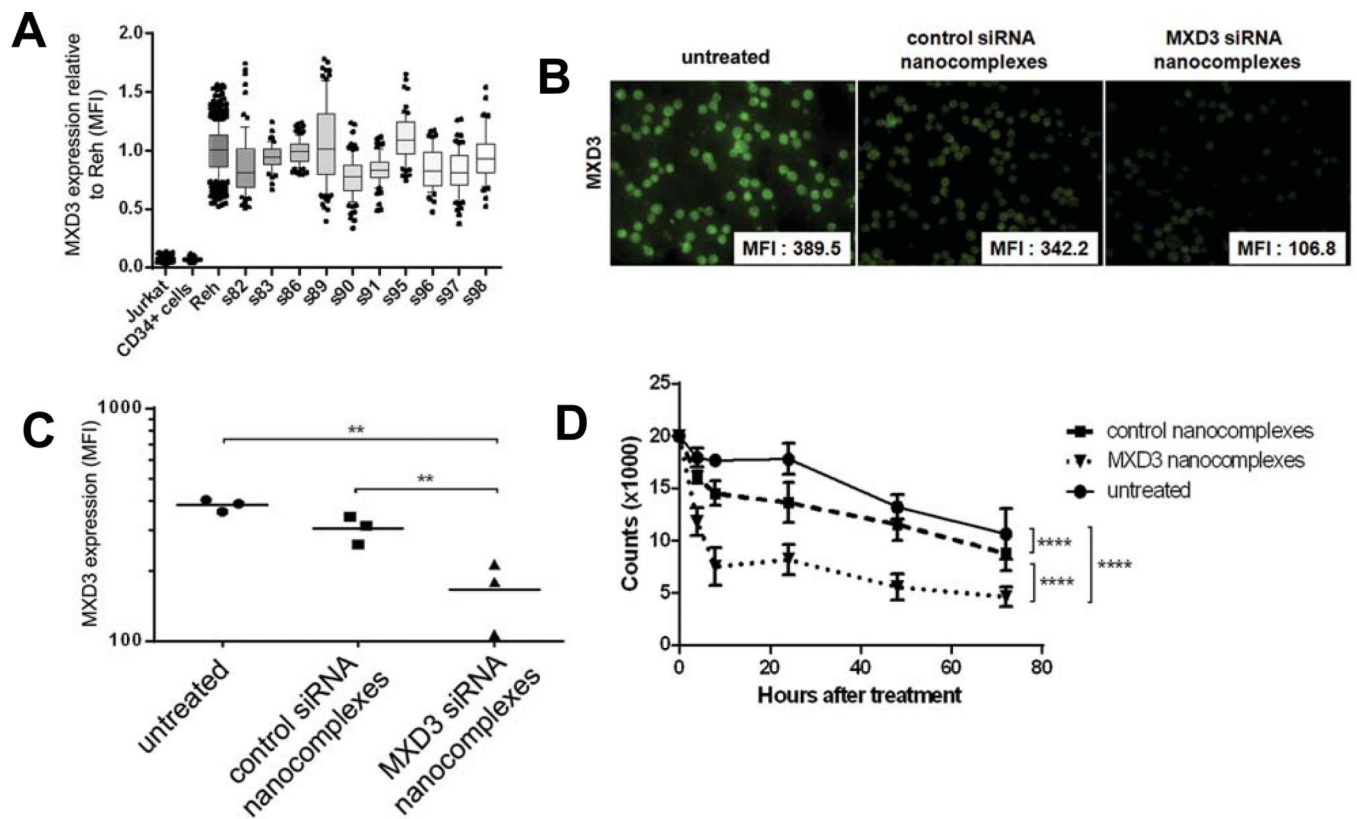 A
MXD3 expression relative
to Reh (MFI)
2.0
1.5
1.0
0.5
0.0
Jurkat
CD34+ cells
Reh
s82
s83
s86
s89
s90
s91
s95
s96
s97
s98
B
untreated
control siRNA
nanocomplexes
MXD3 siRNA
nanocomplexes
MXD3
MFI : 389.5
MFI : 342.2
MFI : 106.8
C
MXD3 expression (MFI)
1000
100
**
**
untreated
control siRNA
nanocomplexes
MXD3 siRNA
nanocomplexes
D
Counts (x1000)
25
20
15
10
5
0
0
20
40
60
80
Hours after treatment
control nanocomplexes
MXD3 nanocomplexes
untreated
****
****
****